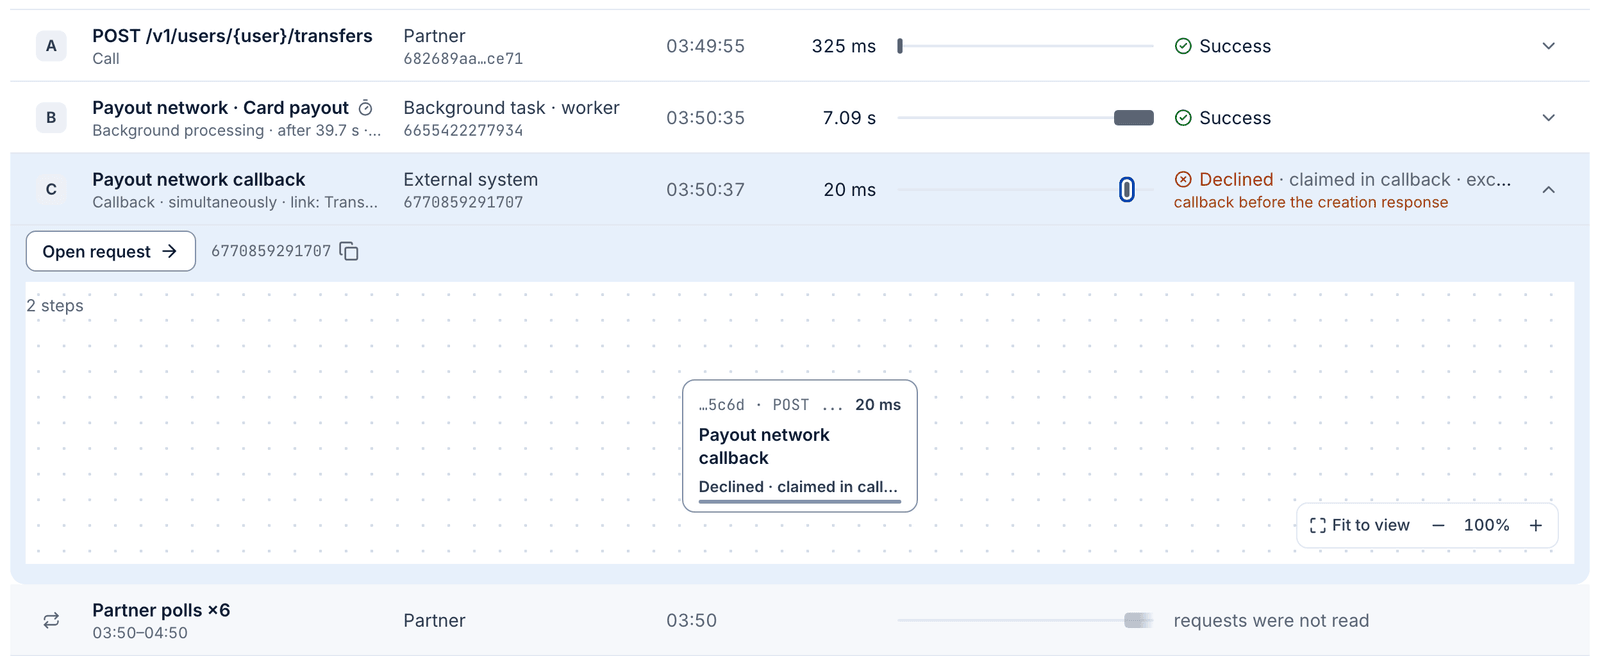 A
POST /v1/users/{user}/transfers
Call
Partner
682689aa…ce71
03:49:55
325 ms
Success
B
Payout network · Card payout
Background processing · after 39.7 s ·...
Background task · worker
6655422277934
03:50:35
7.09 s
Success
C
Payout network callback
Callback · simultaneously · link: Trans...
External system
6770859291707
03:50:37
20 ms
Declined · claimed in callback · exc...
callback before the creation response
Open request
6770859291707
2 steps
…5c6d · POST ... 20 ms
Payout network
callback
Declined · claimed in call...
Fit to view − 100% +
Partner polls ×6
03:50–04:50
Partner
03:50
requests were not read